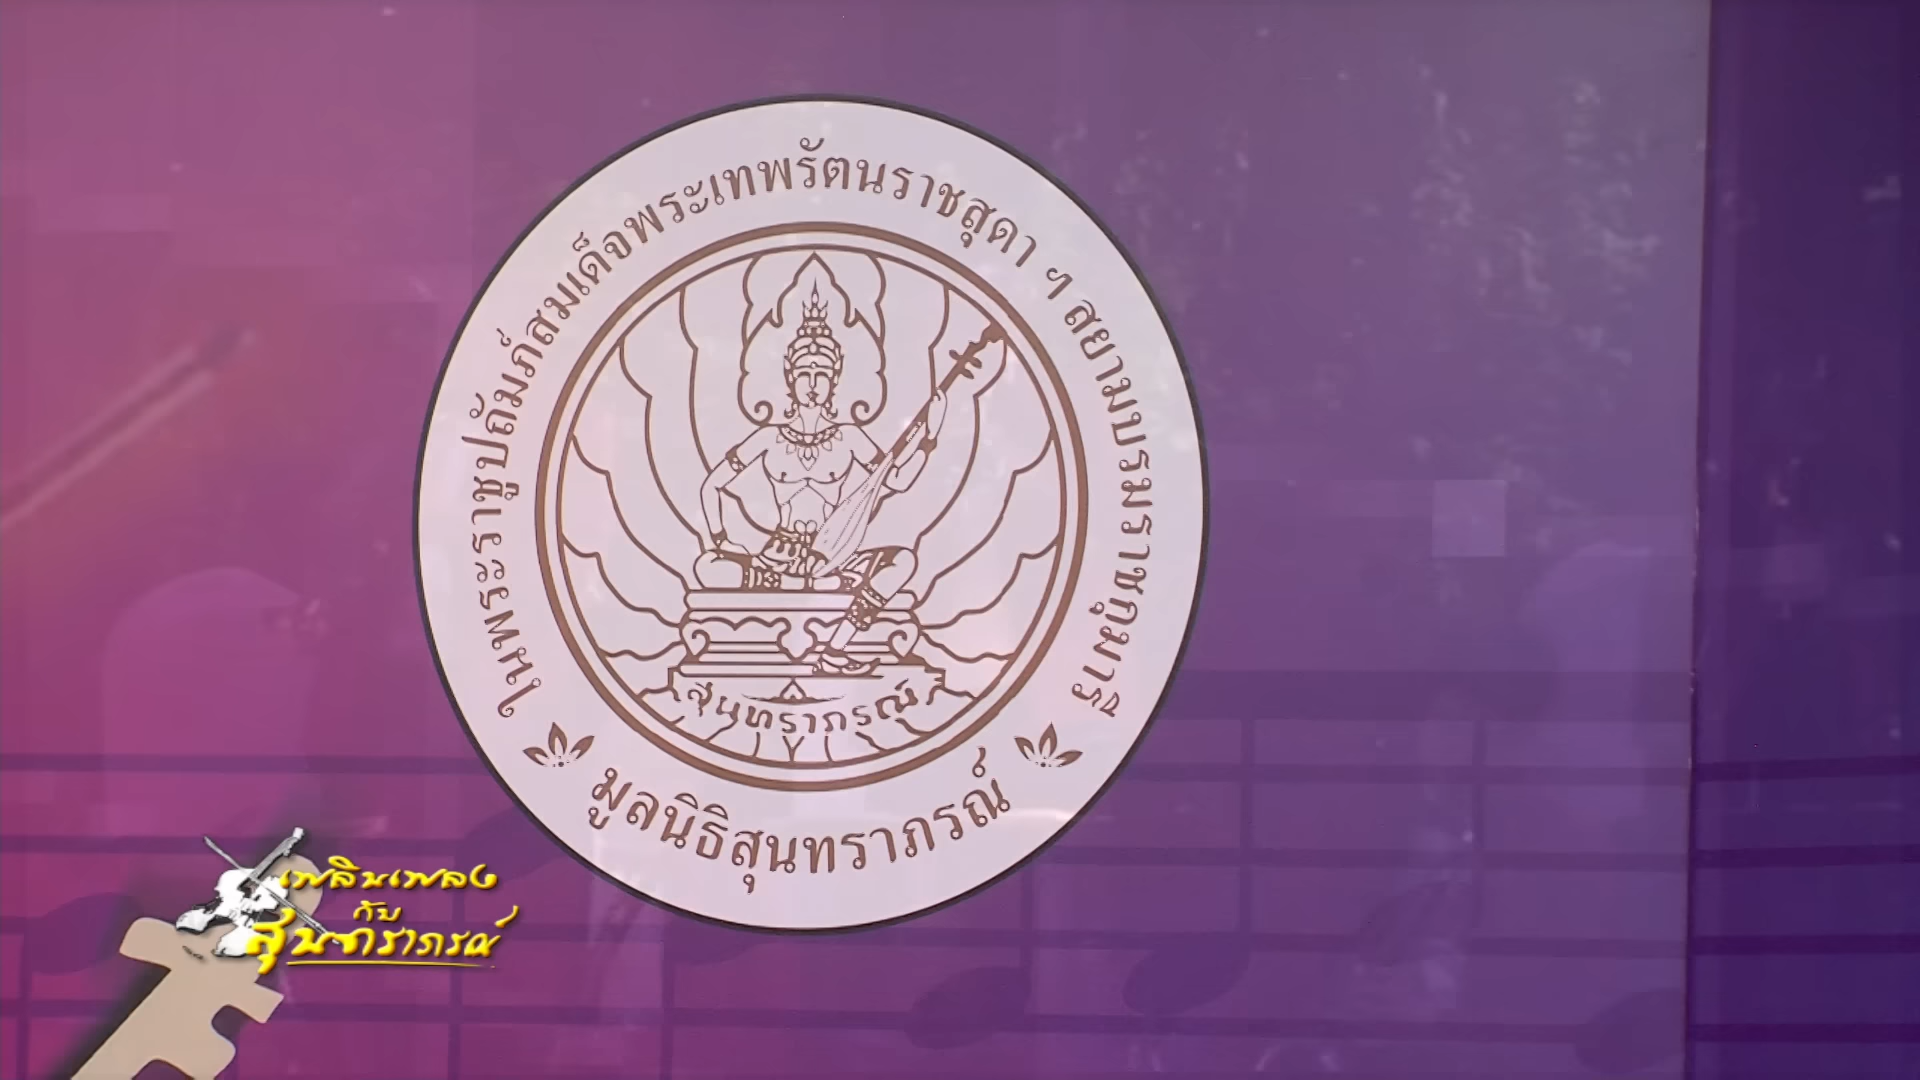 ในพระราชูปถัมภ์สมเด็จพระเทพรัตนราชสุดา ฯ สยามบรมราชกุมารี
สุนทราภรณ์
มูลนิธิสุนทราภรณ์
เพลินเพลง
กับ
สุนทราภรณ์